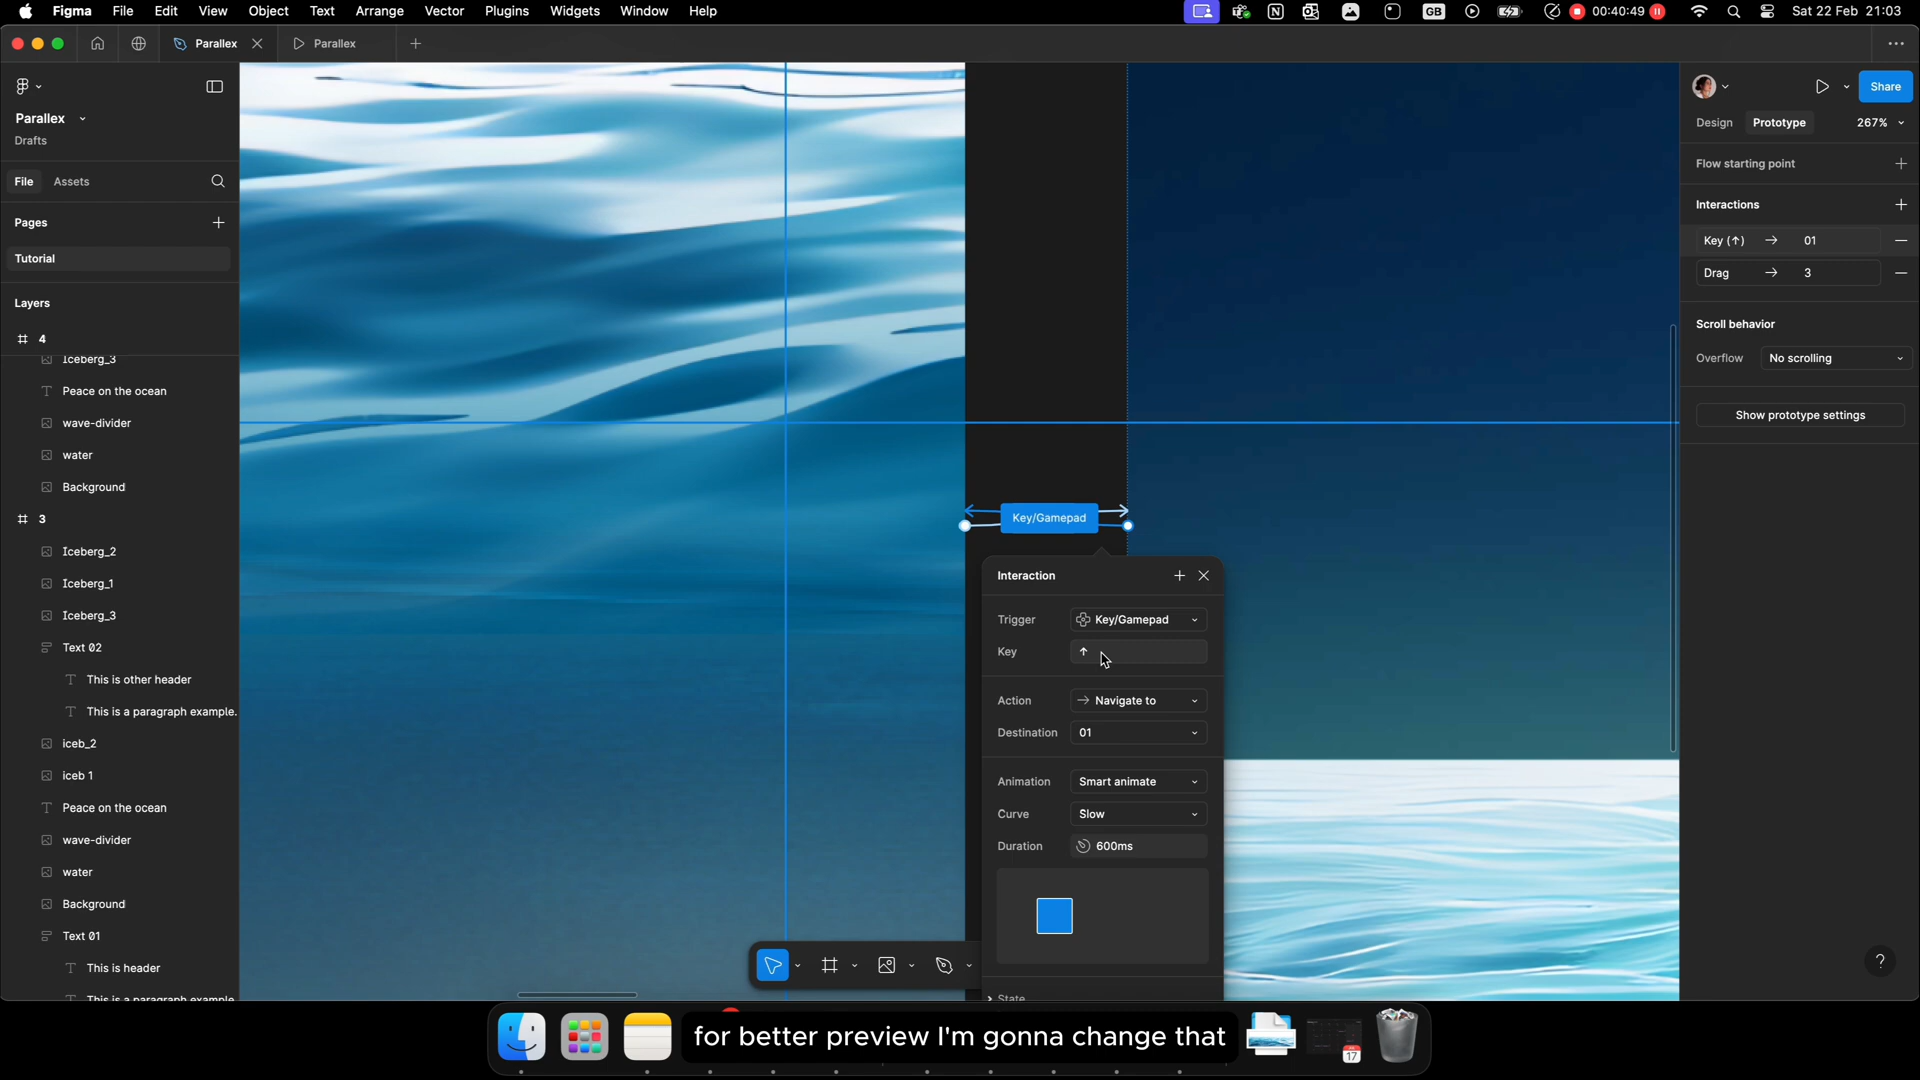 Figma File Edit View Object Text Arrange Vector Plugins Widgets Window Help
GB 00:40:49 Sat 22 Feb 21:03
Parallex Parallex
Parallex
Drafts
File Assets
Pages
Tutorial
Layers
4
Iceberg_3
Peace on the ocean
wave-divider
water
Background
3
Iceberg_2
Iceberg_1
Iceberg_3
Text 02
This is other header
This is a paragraph example.
iceb_2
iceb 1
Peace on the ocean
wave-divider
water
Background
Text 01
This is header
This is a paragraph example
Key/Gamepad
Interaction
Trigger Key/Gamepad
Key ↑
Action Navigate to
Destination 01
Animation Smart animate
Curve Slow
Duration 600ms
State
Share
Design Prototype 267%
Flow starting point
Interactions
Key (↑) → 01
Drag → 3
Scroll behavior
Overflow No scrolling
Show prototype settings
?
for better preview I'm gonna change that
17